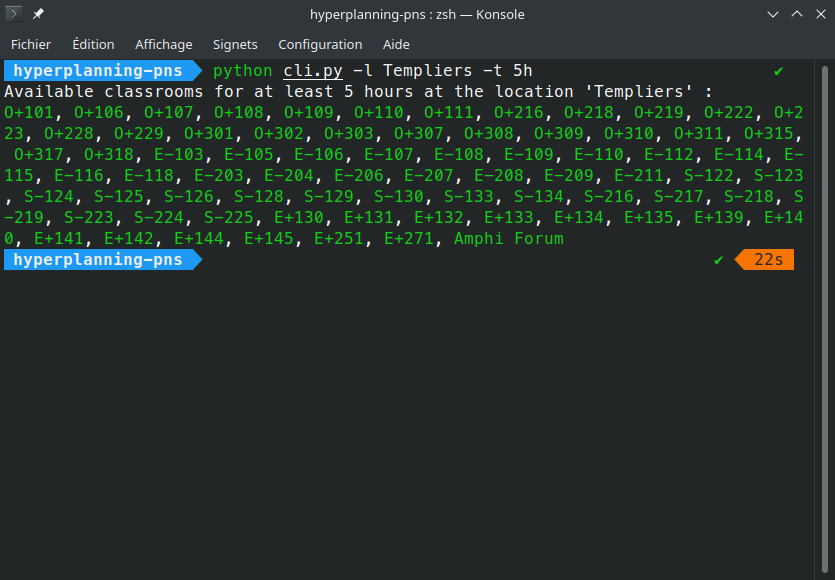 hyperplanning-pns : zsh — Konsole
Fichier Édition Affichage Signets Configuration Aide
hyperplanning-pns python cli.py -l Templiers -t 5h ✔
Available classrooms for at least 5 hours at the location 'Templiers' :
O+101, O+106, O+107, O+108, O+109, O+110, O+111, O+216, O+218, O+219, O+222, O+2
23, O+228, O+229, O+301, O+302, O+303, O+307, O+308, O+309, O+310, O+311, O+315,
 O+317, O+318, E-103, E-105, E-106, E-107, E-108, E-109, E-110, E-112, E-114, E-
115, E-116, E-118, E-203, E-204, E-206, E-207, E-208, E-209, E-211, S-122, S-123
, S-124, S-125, S-126, S-128, S-129, S-130, S-133, S-134, S-216, S-217, S-218, S
-219, S-223, S-224, S-225, E+130, E+131, E+132, E+133, E+134, E+135, E+139, E+14
0, E+141, E+142, E+144, E+145, E+251, E+271, Amphi Forum
hyperplanning-pns ✔ 22s